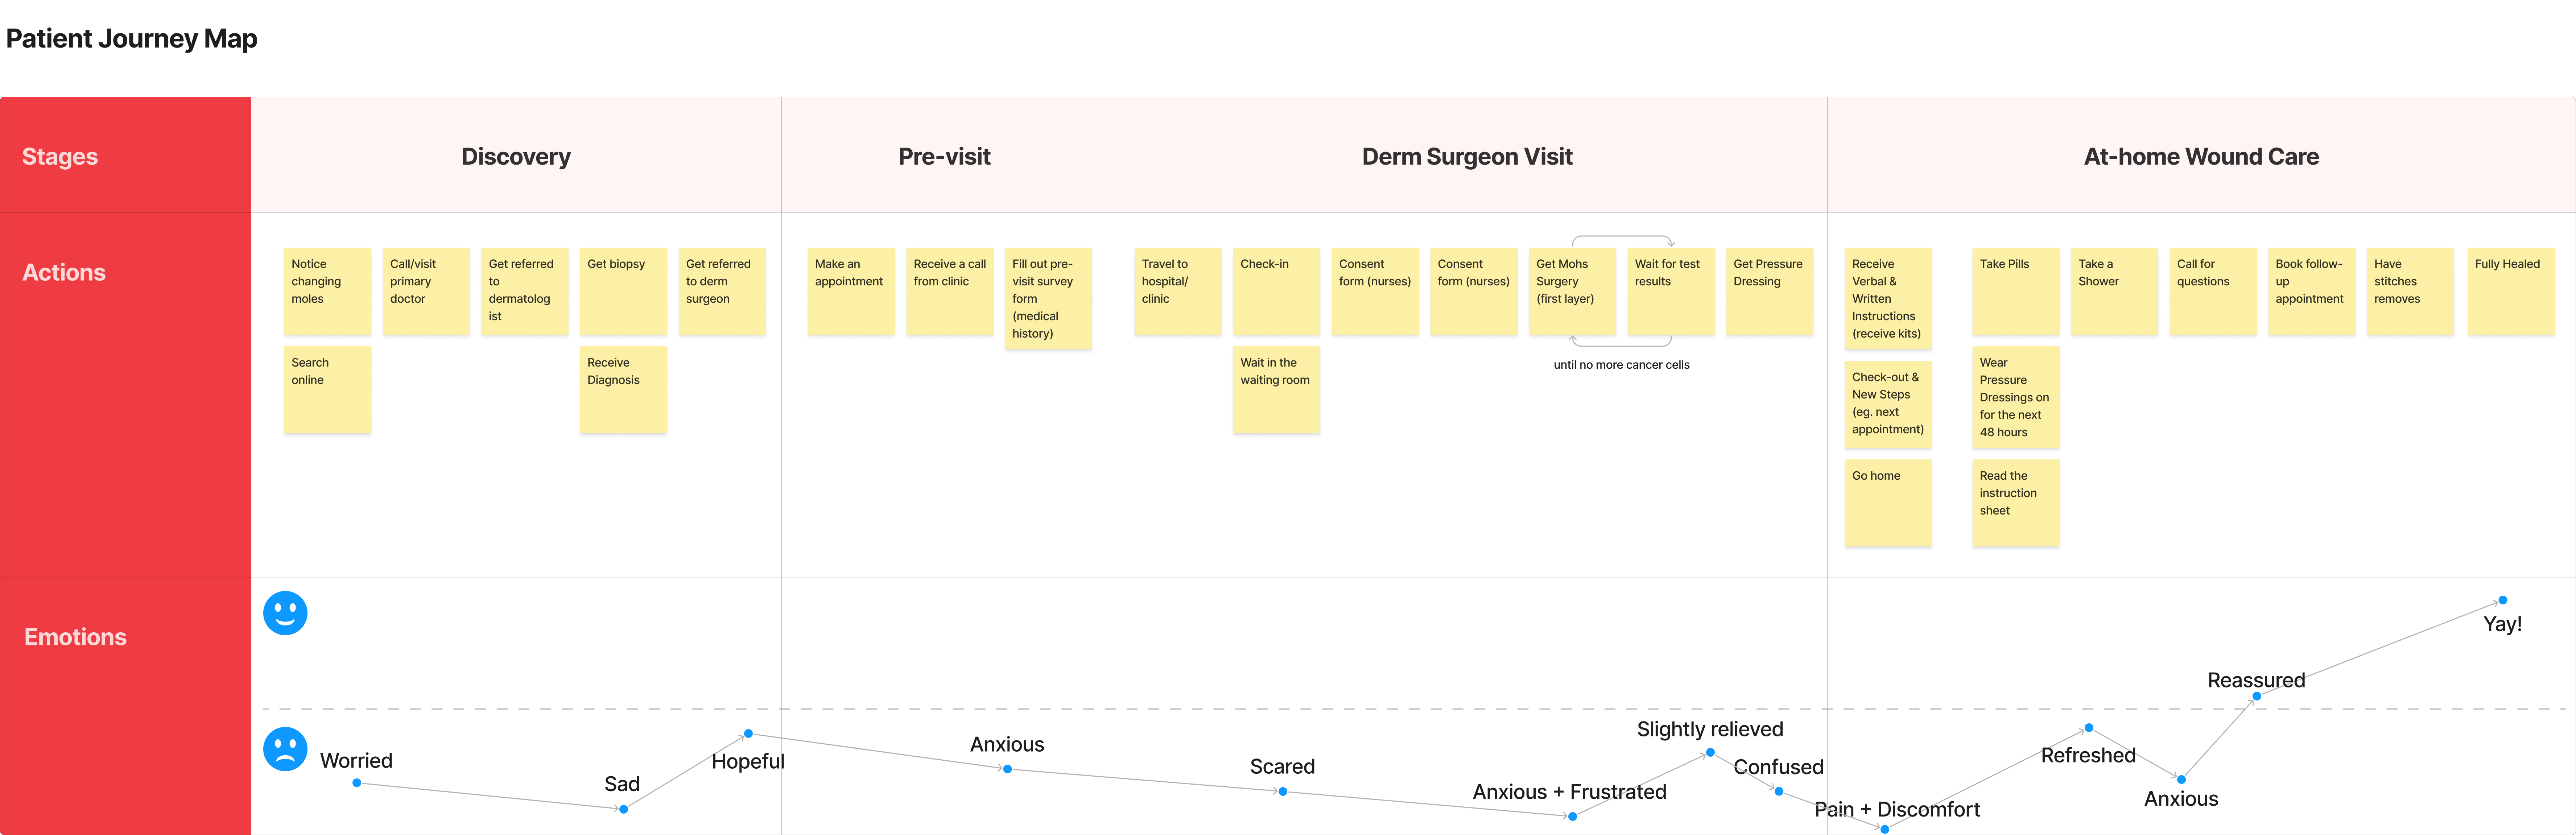 Patient Journey Map
Stages
Discovery
Pre-visit
Derm Surgeon Visit
At-home Wound Care
Actions
Notice
changing
moles
Call/visit
primary
doctor
Get referred
to
dermatolog
ist
Get biopsy
Get referred
to derm
surgeon
Search
online
Receive
Diagnosis
Make an
appointment
Receive a call
from clinic
Fill out pre-
visit survey
form
(medical
history)
Travel to
hospital/
clinic
Check-in
Consent
form (nurses)
Consent
form (nurses)
Get Mohs
Surgery
(first layer)
Wait for test
results
Get Pressure
Dressing
Wait in the
waiting room
until no more cancer cells
Receive
Verbal &
Written
Instructions
(receive kits)
Check-out &
New Steps
(eg. next
appointment)
Go home
Take Pills
Wear
Pressure
Dressings on
for the next
48 hours
Read the
instruction
sheet
Take a
Shower
Call for
questions
Book follow-
up
appointment
Have
stitches
removes
Fully Healed
Emotions
Worried
Sad
Hopeful
Anxious
Scared
Anxious + Frustrated
Slightly relieved
Confused
Pain + Discomfort
Refreshed
Anxious
Reassured
Yay!